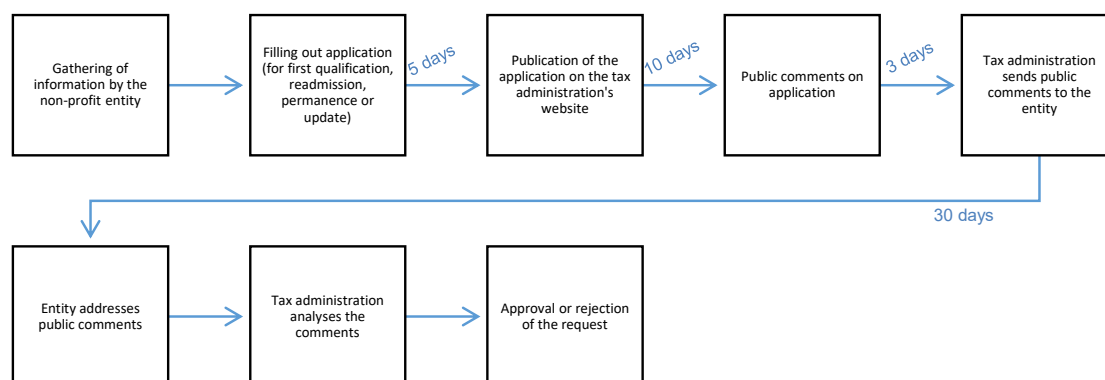 Gathering of
information by the
non-profit entity
Filling out application
(for first qualification,
readmission,
permanence or
update)
5 days
Publication of the
application on the tax
administration's
website
10 days
Public comments on
application
3 days
Tax administration
sends public
comments to the
entity
30 days
Entity addresses
public comments
Tax administration
analyses the
comments
Approval or rejection
of the request